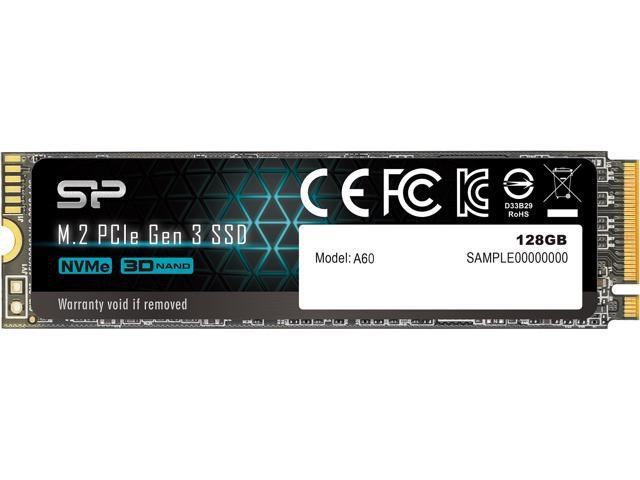 SP
M.2 PCIe Gen 3 SSD
NVMe 3D NAND
Warranty void if removed
CE FC
D33B29
RoHS
128GB
Model: A60 SAMPLE00000000